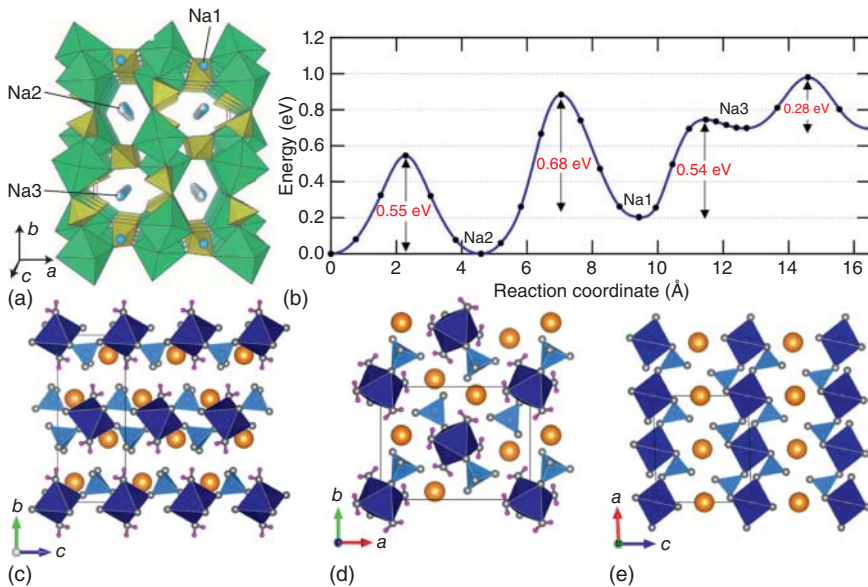 Na1
Na2
Na3
b
c
a
(a)
1.2
1.0
0.8
0.6
0.4
0.2
0.0
Energy (eV)
0.55 eV
Na2
0.68 eV
Na1
0.54 eV
Na3
0.28 eV
0 2 4 6 8 10 12 14 16
Reaction coordinate (Å)
(b)
b
c
(c)
b
a
(d)
a
c
(e)